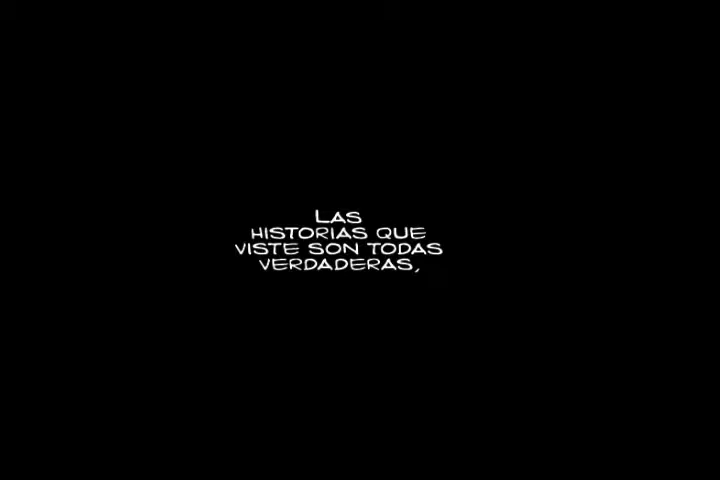 LAS
HISTORIAS QUE
VISTE SON TODAS
VERDADERAS,